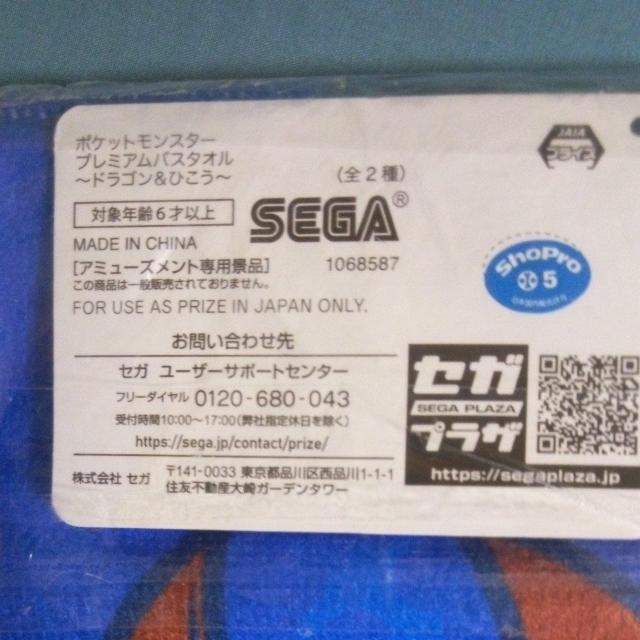 ポケットモンスター
プレミアムバスタオル
～ドラゴン&ひこう～
(全2種)
対象年齢6才以上
SEGA®
MADE IN CHINA
[アミューズメント専用景品]
1068587
この商品は一般販売されておりません。
FOR USE AS PRIZE IN JAPAN ONLY.
お問い合わせ先
セガ ユーザーサポートセンター
フリーダイヤル 0120-680-043
受付時間10:00～17:00(弊社指定休日を除く)
https://sega.jp/contact/prize/
株式会社 セガ
〒141-0033 東京都品川区西品川1-1-1
住友不動産大崎ガーデンタワー
JAIA
ShoPro
5
セガ
SEGA PLAZA
プラザ
https://segaplaza.jp